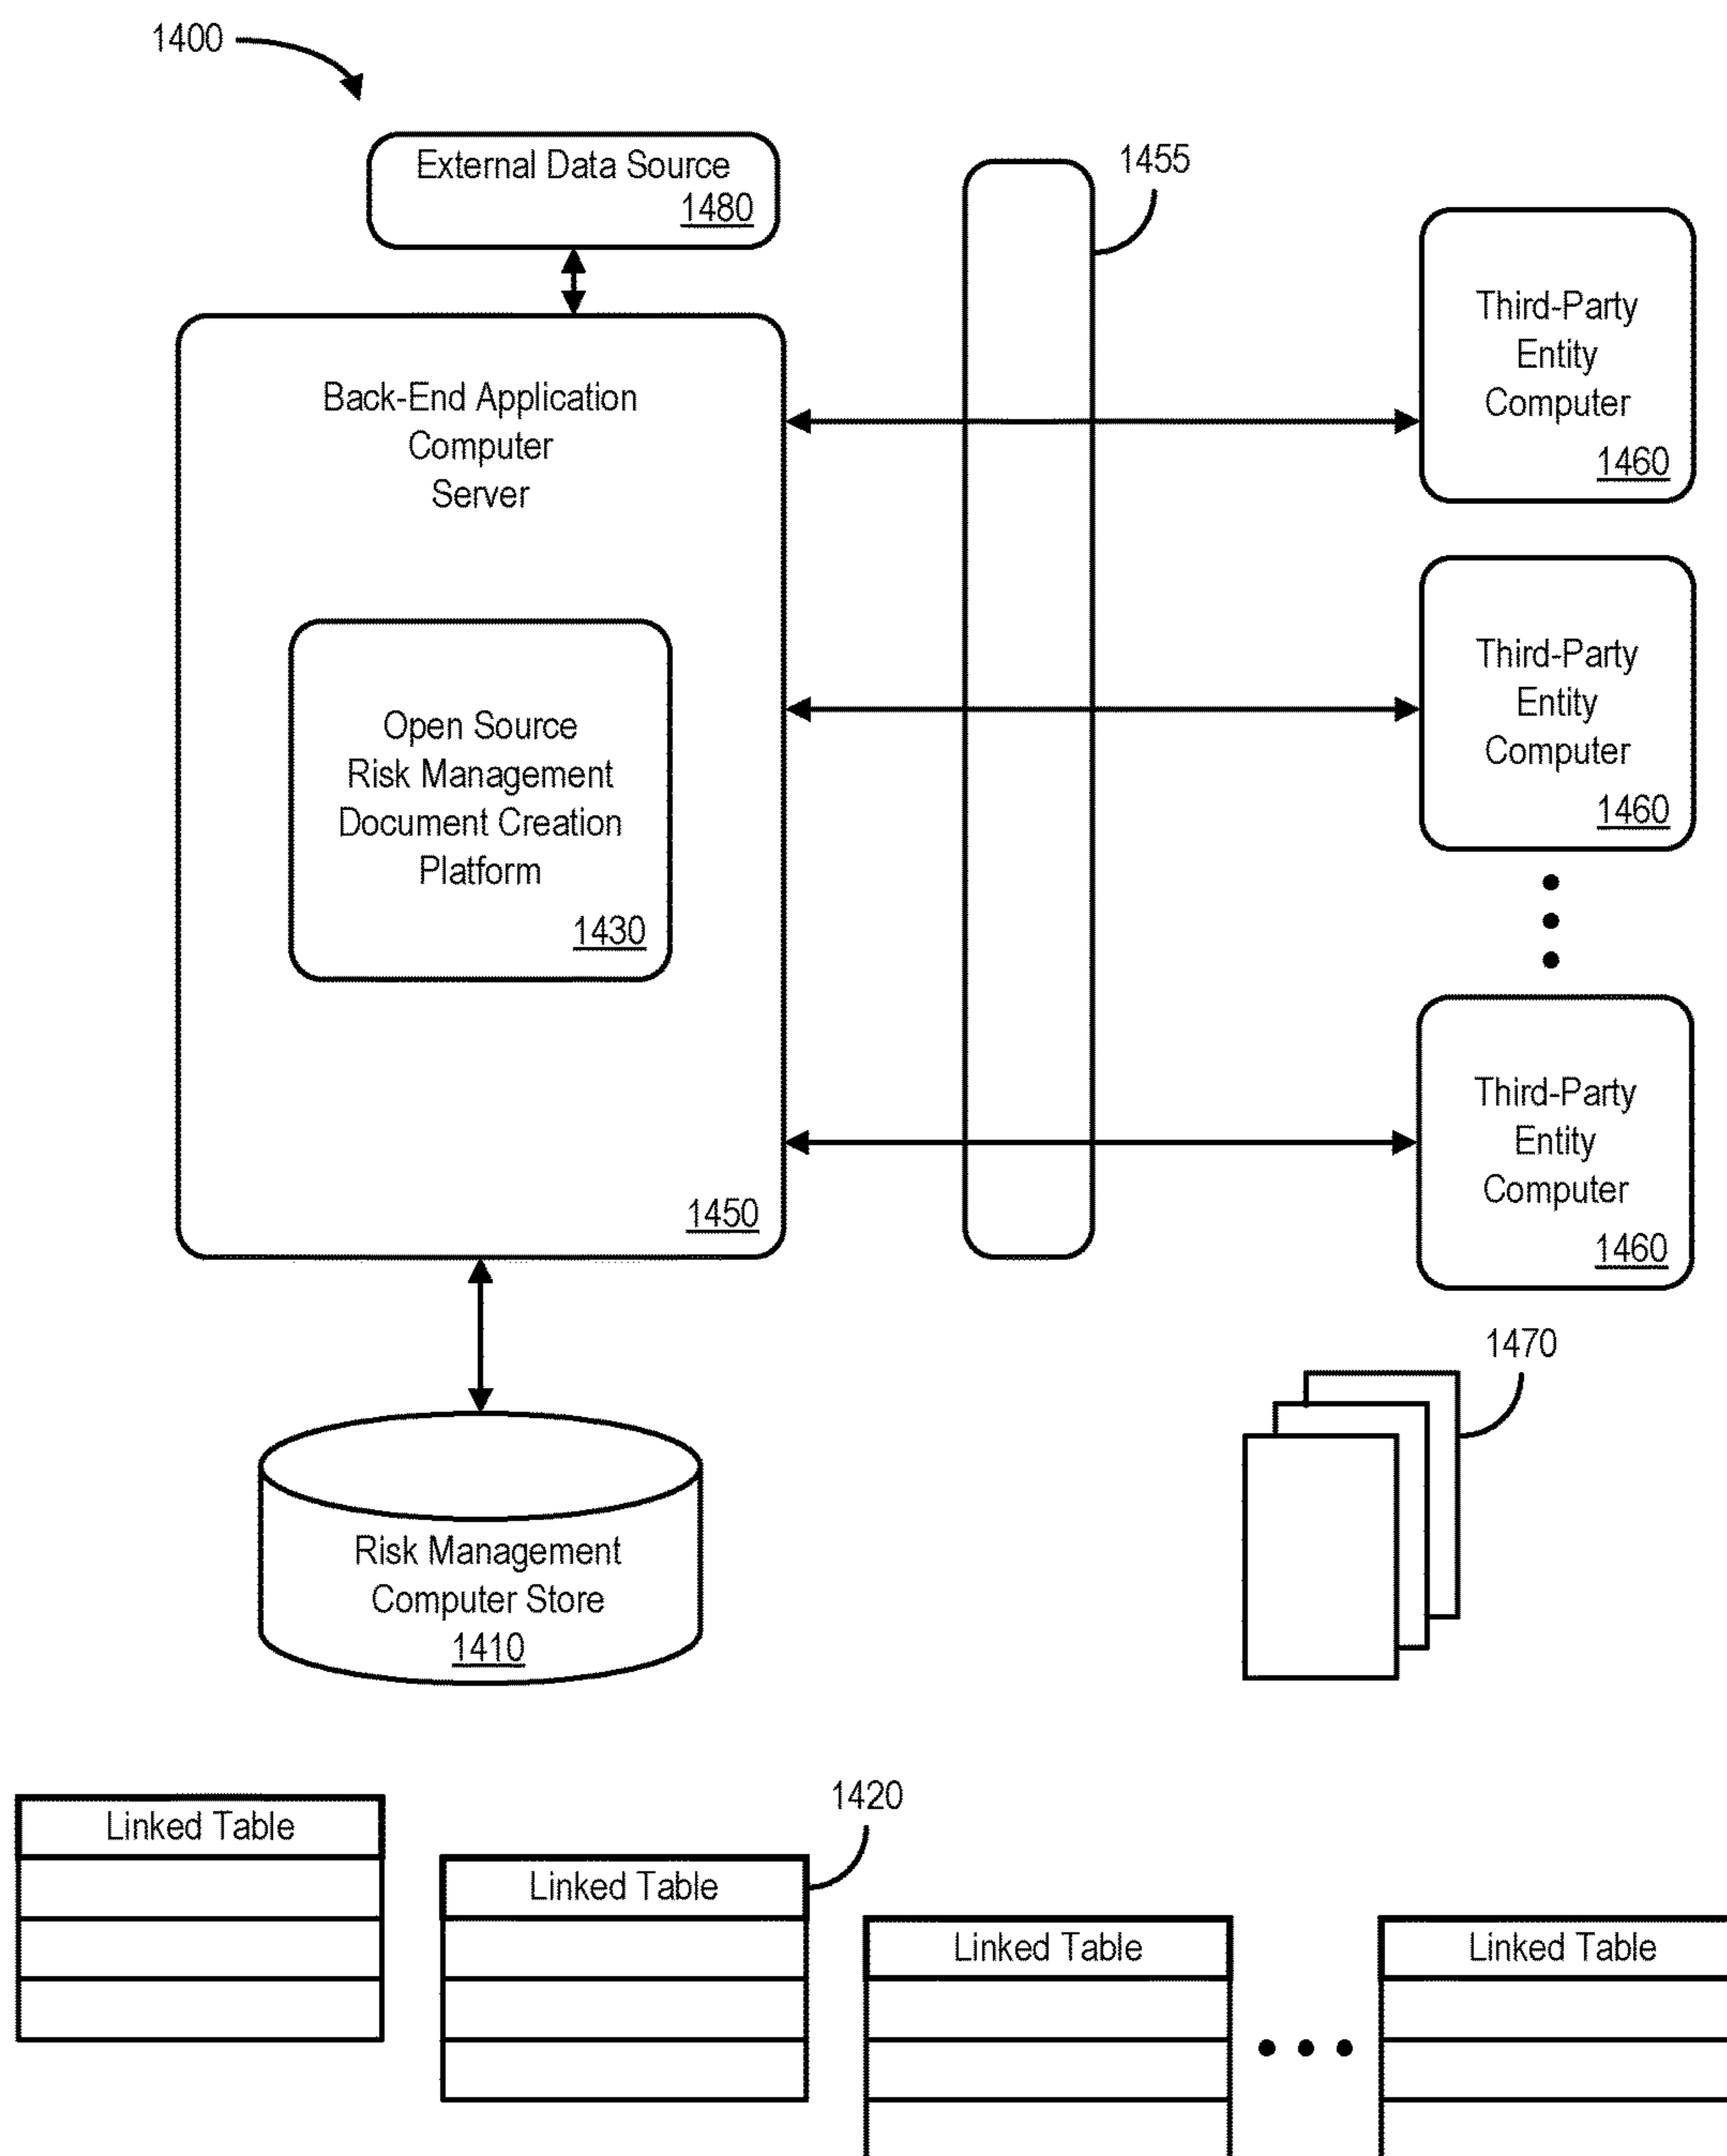 1400
External Data Source
1480
1455
Back-End Application
Computer
Server
Open Source
Risk Management
Document Creation
Platform
1430
1450
Third-Party
Entity
Computer
1460
Third-Party
Entity
Computer
1460
Third-Party
Entity
Computer
1460
Risk Management
Computer Store
1410
1470
Linked Table
Linked Table
1420
Linked Table
Linked Table